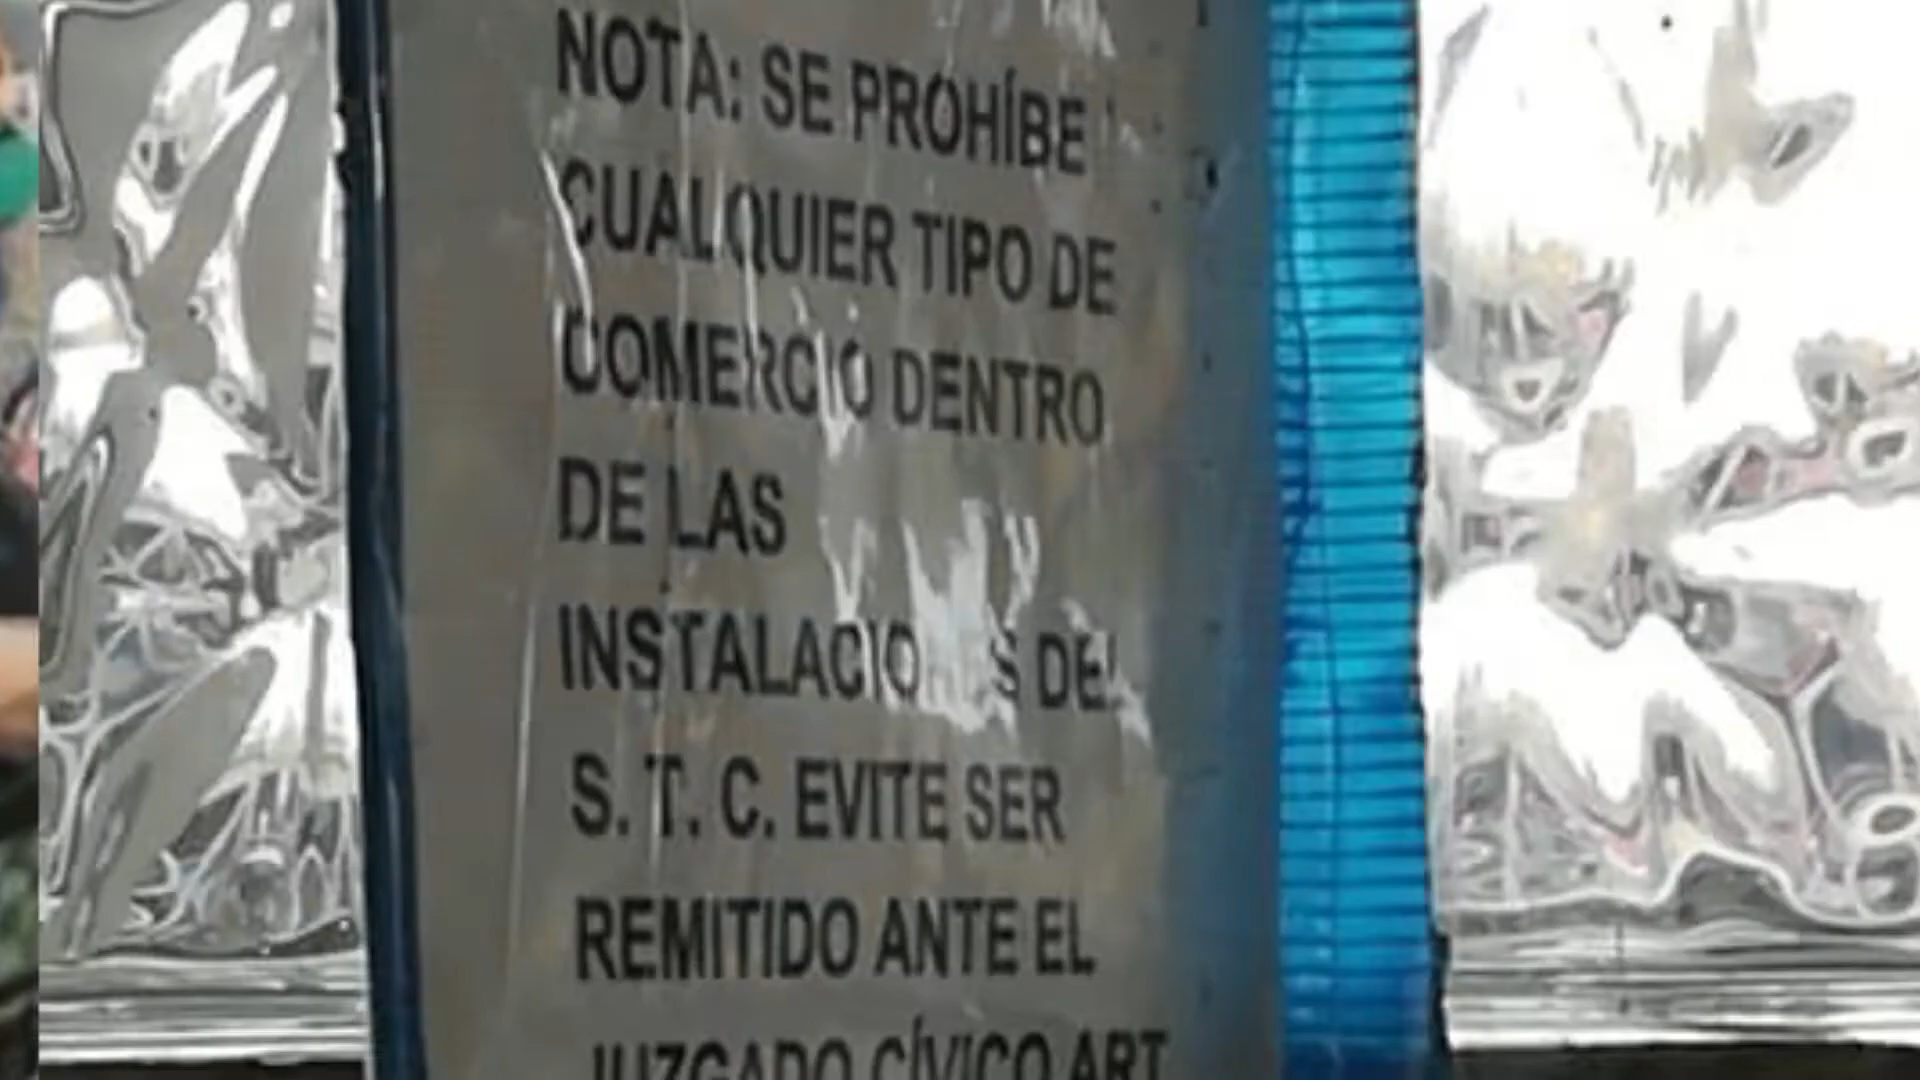 NOTA: SE PROHÍBE
CUALQUIER TIPO DE
COMERCIO DENTRO
DE LAS
INSTALACIONES DEL
S. T. C. EVITE SER
REMITIDO ANTE EL
JUZGADO CÍVICO ART